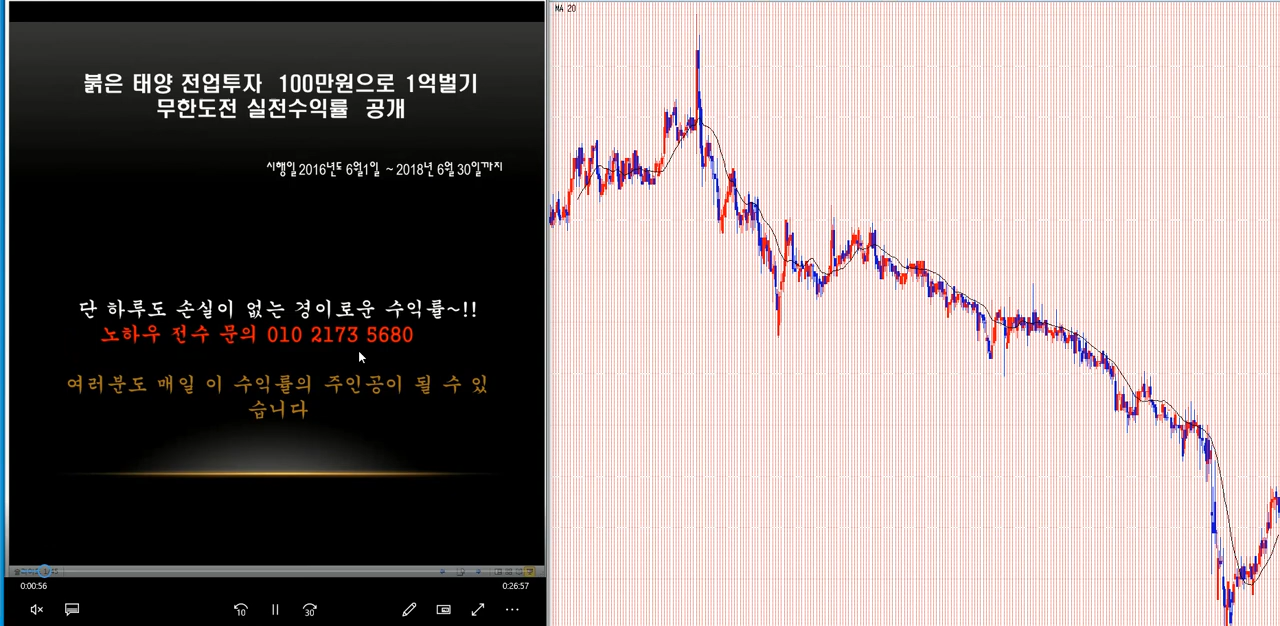 붉은 태양 전업투자 100만원으로 1억벌기
무한도전 실전수익률 공개
시행일 2016년도 6월1일 ~ 2018년 6월 30일까지
단 하루도 손실이 없는 경이로운 수익률~!!
노하우 전수 문의 010 2173 5680
여러분도 매일 이 수익률의 주인공이 될 수 있
습니다
0:00:56
0:26:57
10
30
MA 20